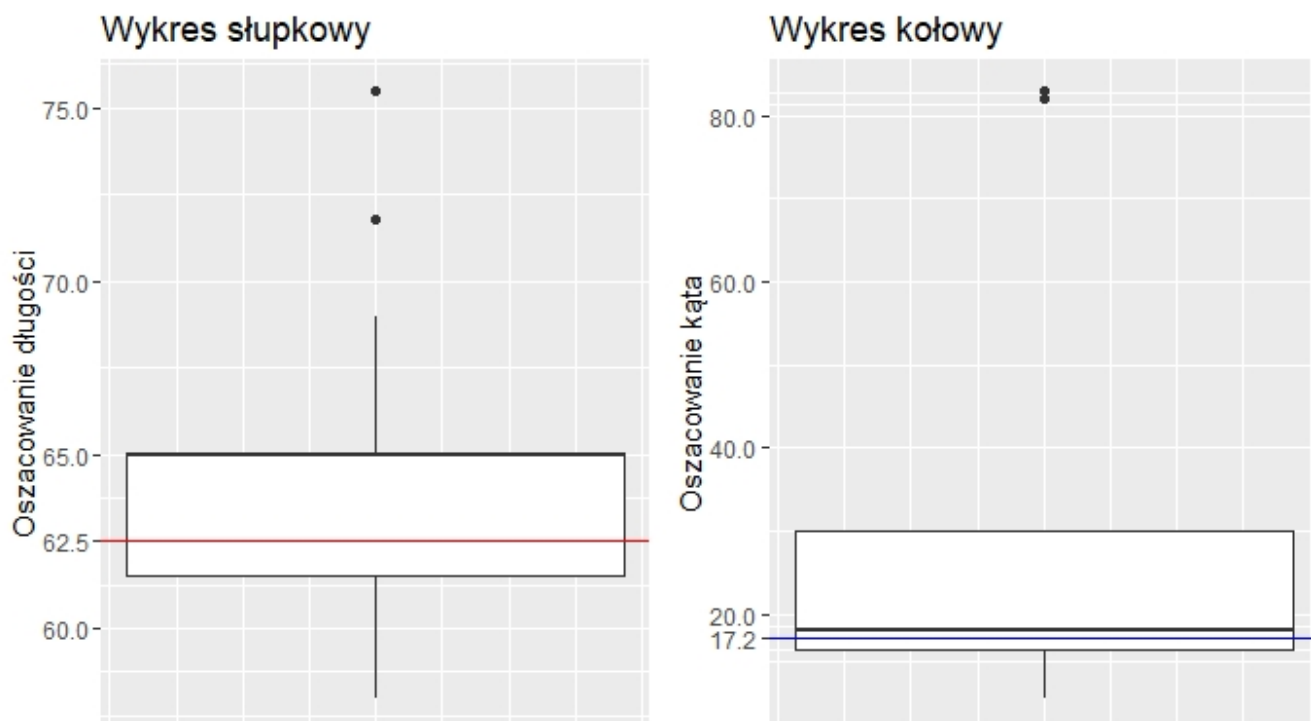 Wykres słupkowy
Oszacowanie długości
75.0
70.0
65.0
62.5
60.0
Wykres kołowy
Oszacowanie kąta
80.0
60.0
40.0
20.0
17.2